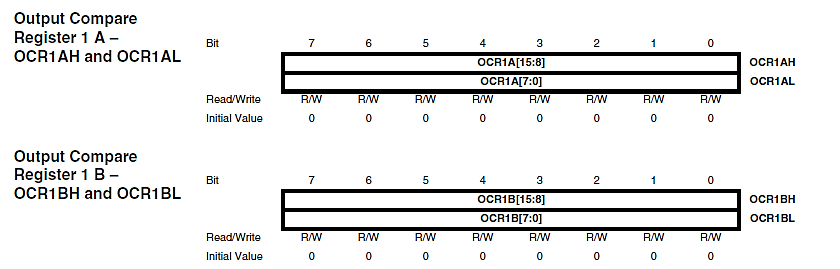 Output Compare
Register 1 A –
OCR1AH and OCR1AL
Bit 7 6 5 4 3 2 1 0
OCR1A[15:8] OCR1AH
OCR1A[7:0] OCR1AL
Read/Write R/W R/W R/W R/W R/W R/W R/W R/W
Initial Value 0 0 0 0 0 0 0 0
Output Compare
Register 1 B –
OCR1BH and OCR1BL
Bit 7 6 5 4 3 2 1 0
OCR1B[15:8] OCR1BH
OCR1B[7:0] OCR1BL
Read/Write R/W R/W R/W R/W R/W R/W R/W R/W
Initial Value 0 0 0 0 0 0 0 0